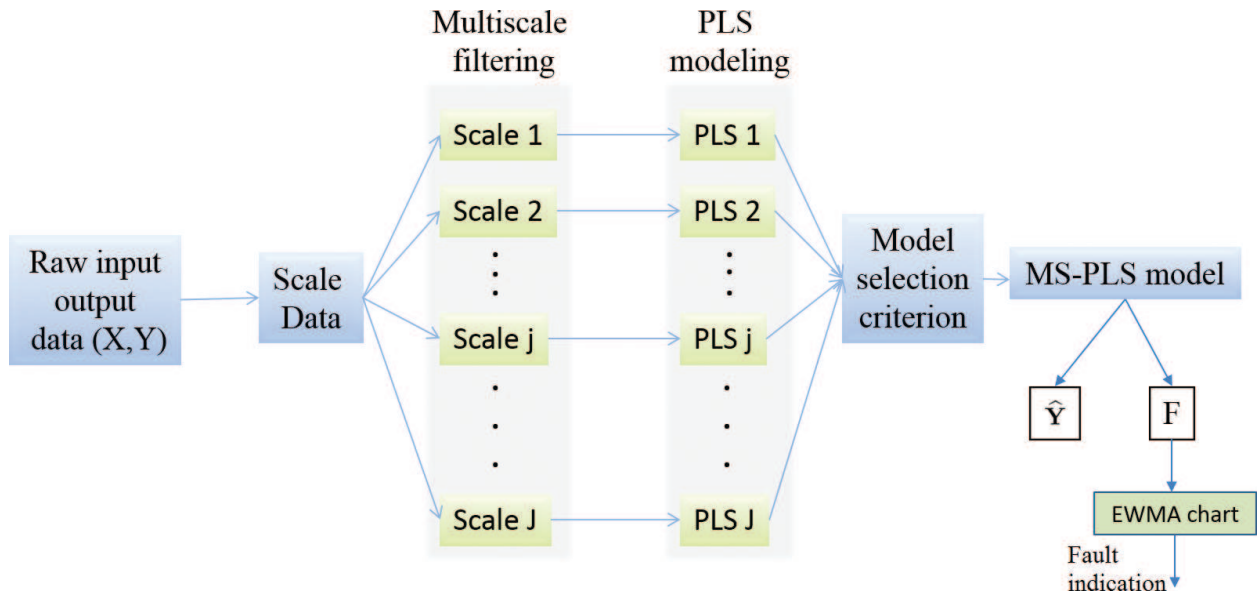 Multiscale
filtering
PLS
modeling
Raw input
output
data (X,Y)
Scale
Data
Scale 1
Scale 2
Scale j
Scale J
PLS 1
PLS 2
PLS j
PLS J
Model
selection
criterion
MS-PLS model
Ŷ
F
EWMA chart
Fault
indication